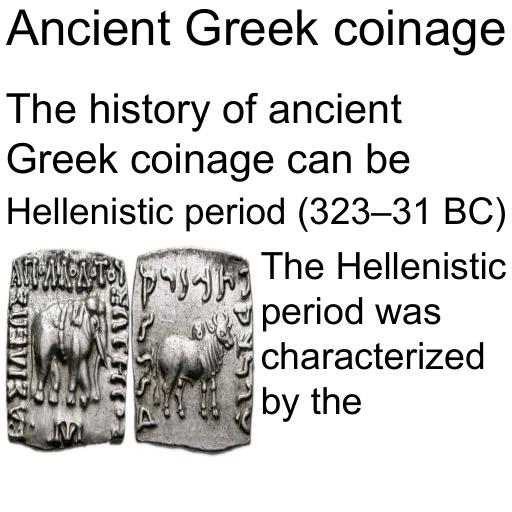 Ancient Greek coinage
The history of ancient
Greek coinage can be
Hellenistic period (323–31 BC)
The Hellenistic
period was
characterized
by the